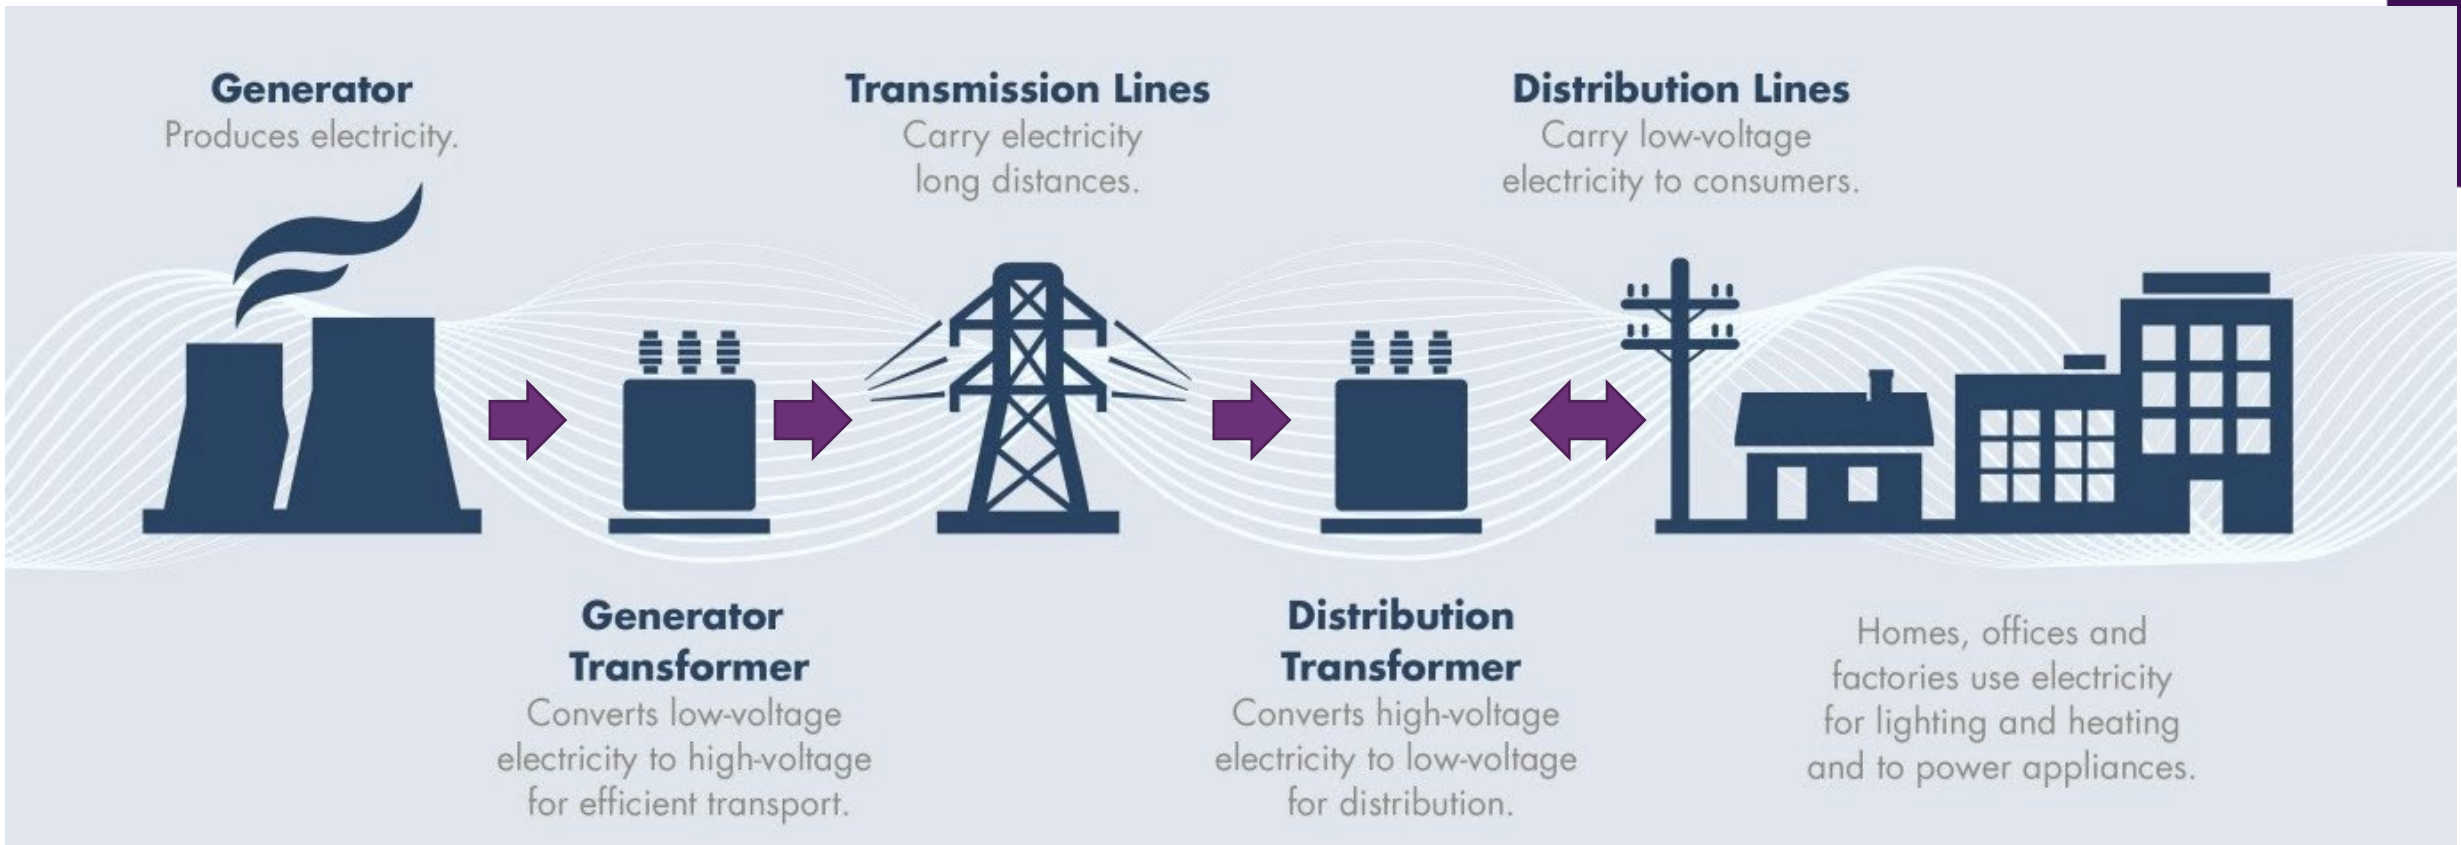 Generator
Produces electricity.
Transmission Lines
Carry electricity
long distances.
Distribution Lines
Carry low-voltage
electricity to consumers.
Generator
Transformer
Converts low-voltage
electricity to high-voltage
for efficient transport.
Distribution
Transformer
Converts high-voltage
electricity to low-voltage
for distribution.
Homes, offices and
factories use electricity
for lighting and heating
and to power appliances.